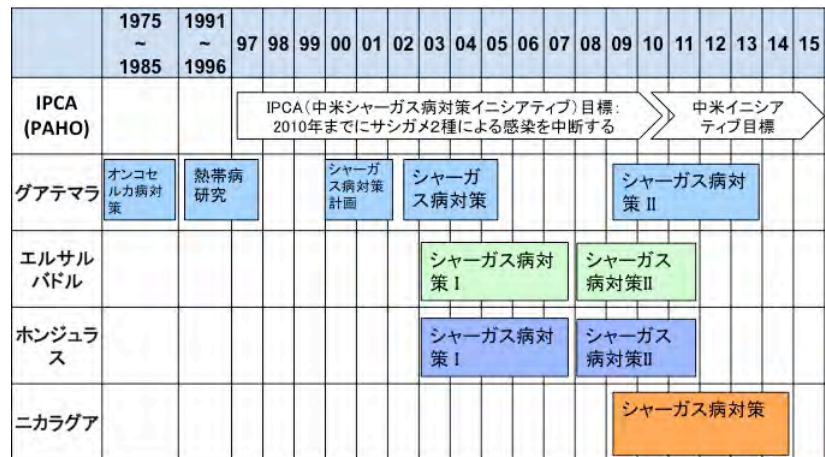 1975
~
1985
1991
~
1996
97 98 99 00 01 02 03 04 05 06 07 08 09 10 11 12 13 14 15
IPCA
(PAHO)
IPCA(中米シャーガス病対策イニシアティブ)目標:
2010年までにサシガメ2種による感染を中断する
中米イニシア
ティブ目標
グアテマラ
オンコセ
ルカ病対
策
熱帯病
研究
シャーガ
ス病対策
計画
シャーガ
ス病対策
シャーガス病対
策 II
エルサル
バドル
シャーガス病対
策 I
シャーガス
病対策II
ホンジュラ
ス
シャーガス病対
策 I
シャーガス
病対策II
ニカラグア
シャーガス病対策